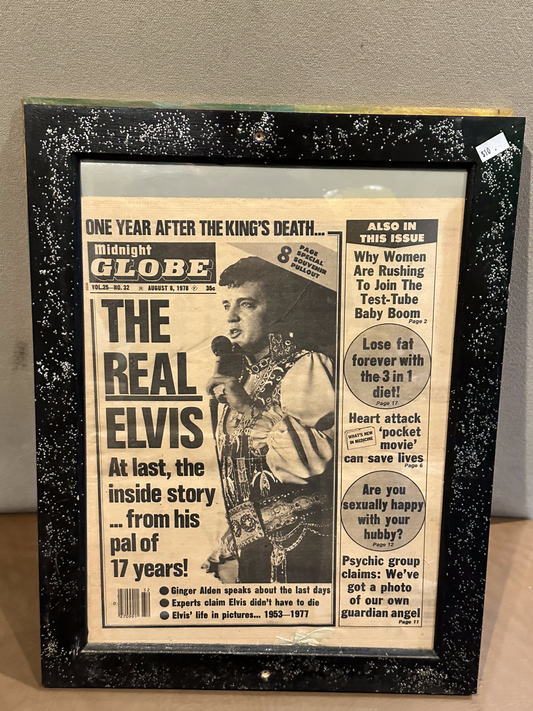 $10.
ONE YEAR AFTER THE KING'S DEATH...
Midnight
GLOBE
VOL.25—NO. 32 AUGUST 8, 1978 35¢
8 PAGE
SPECIAL
SOUVENIR
PULLOUT
THE
REAL
ELVIS
At last, the
inside story
... from his
pal of
17 years!
● Ginger Alden speaks about the last days
● Experts claim Elvis didn't have to die
● Elvis' life in pictures... 1953—1977
ALSO IN
THIS ISSUE
Why Women
Are Rushing
To Join The
Test-Tube
Baby Boom
Page 2
Lose fat
forever with
the 3 in 1
diet!
Page 17
Heart attack
WHAT'S NEW
IN MEDICINE
'pocket
movie'
can save lives
Page 6
Are you
sexually happy
with your
hubby?
Page 12
Psychic group
claims: We've
got a photo
of our own
guardian angel
Page 11